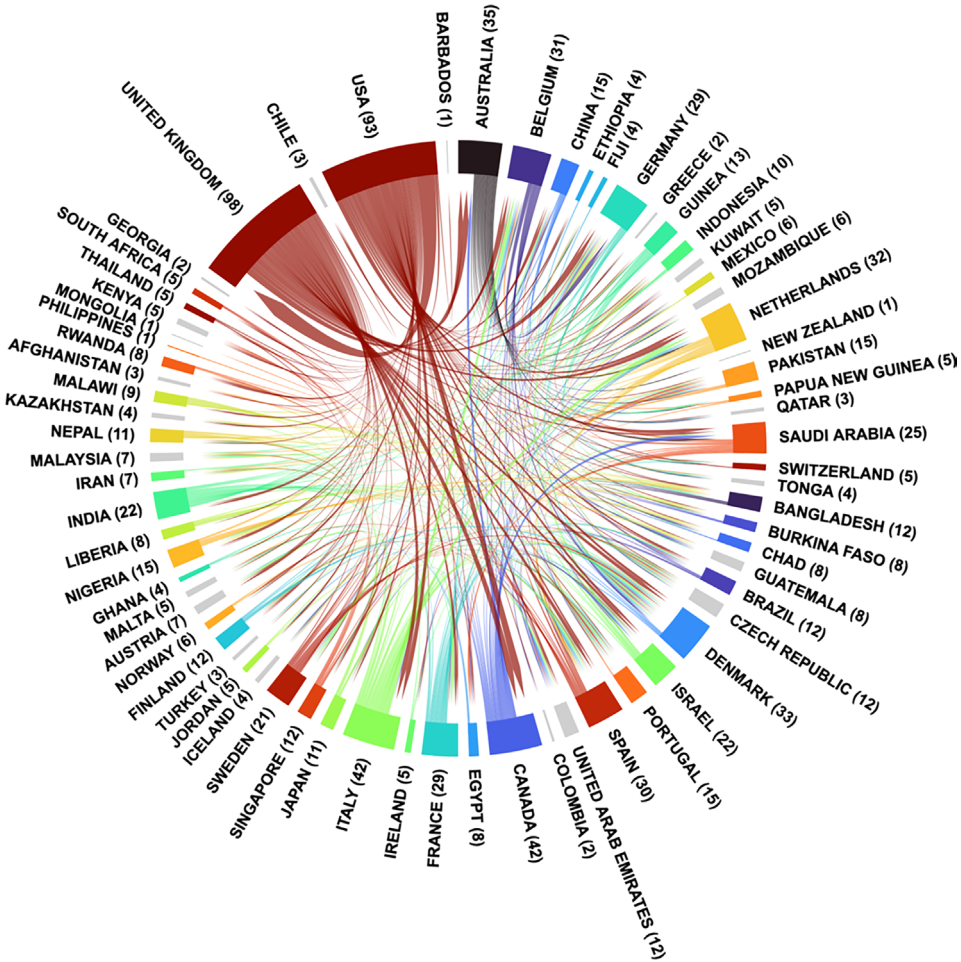 BARBADOS (1)
AUSTRALIA (35)
BELGIUM (31)
CHINA (15)
ETHIOPIA (4)
FIJI (4)
GERMANY (29)
GREECE (2)
GUINEA (13)
INDONESIA (10)
KUWAIT (5)
MEXICO (6)
MOZAMBIQUE (6)
NETHERLANDS (32)
NEW ZEALAND (1)
PAKISTAN (15)
PAPUA NEW GUINEA (5)
QATAR (3)
SAUDI ARABIA (25)
SWITZERLAND (5)
TONGA (4)
BANGLADESH (12)
BURKINA FASO (8)
CHAD (8)
GUATEMALA (8)
BRAZIL (12)
CZECH REPUBLIC (12)
DENMARK (33)
ISRAEL (22)
PORTUGAL (15)
SPAIN (30)
UNITED ARAB EMIRATES (12)
COLOMBIA (2)
CANADA (42)
EGYPT (8)
FRANCE (29)
IRELAND (5)
ITALY (42)
JAPAN (11)
SINGAPORE (12)
SWEDEN (21)
ICELAND (4)
JORDAN (5)
TURKEY (3)
FINLAND (12)
NORWAY (6)
AUSTRIA (7)
MALTA (5)
GHANA (4)
NIGERIA (15)
LIBERIA (8)
INDIA (22)
IRAN (7)
MALAYSIA (7)
NEPAL (11)
KAZAKHSTAN (4)
MALAWI (9)
AFGHANISTAN (3)
RWANDA (8)
PHILIPPINES (1)
MONGOLIA (1)
KENYA (5)
THAILAND (5)
SOUTH AFRICA (5)
GEORGIA (2)
UNITED KINGDOM (98)
CHILE (3)
USA (93)